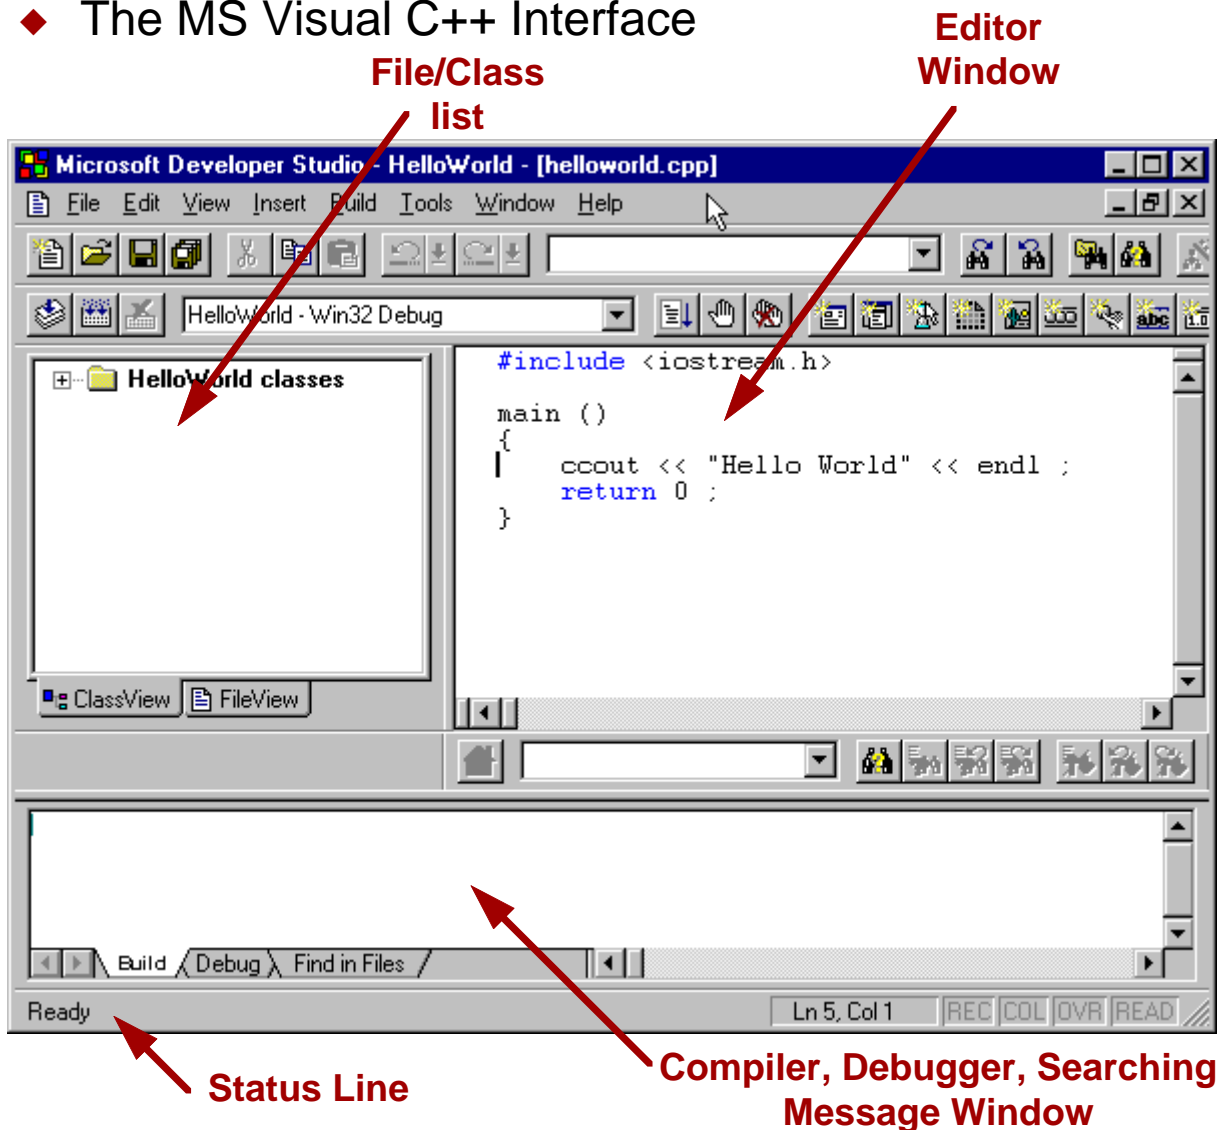 The MS Visual C++ Interface
Editor
Window
File/Class
list
Microsoft Developer Studio - HelloWorld - [helloworld.cpp]
File Edit View Insert Build Tools Window Help
HelloWorld - Win32 Debug
abc
1.0
HelloWorld classes
#include <iostream.h>
main ()
{
ccout << "Hello World" << endl ;
return 0 ;
}
ClassView FileView
Build Debug Find in Files
Ready
Ln 5, Col 1 REC COL OVR READ
Status Line
Compiler, Debugger, Searching
Message Window